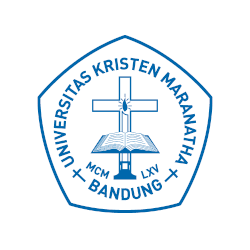 UNIVERSITAS KRISTEN MARANATHA
MCM LXV
BANDUNG